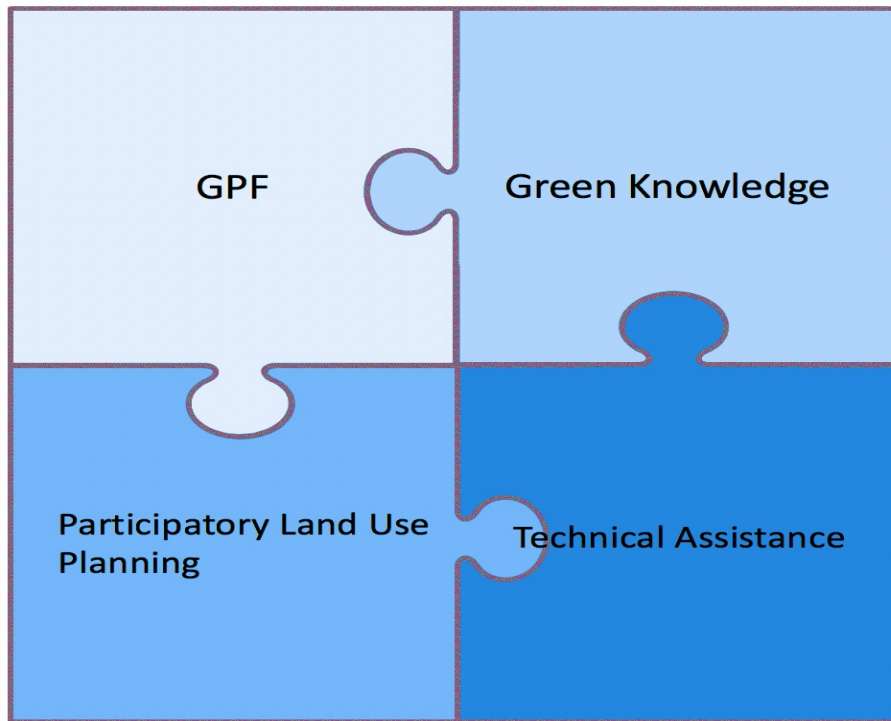 GPF
Green Knowledge
Participatory Land Use
Planning
Technical Assistance